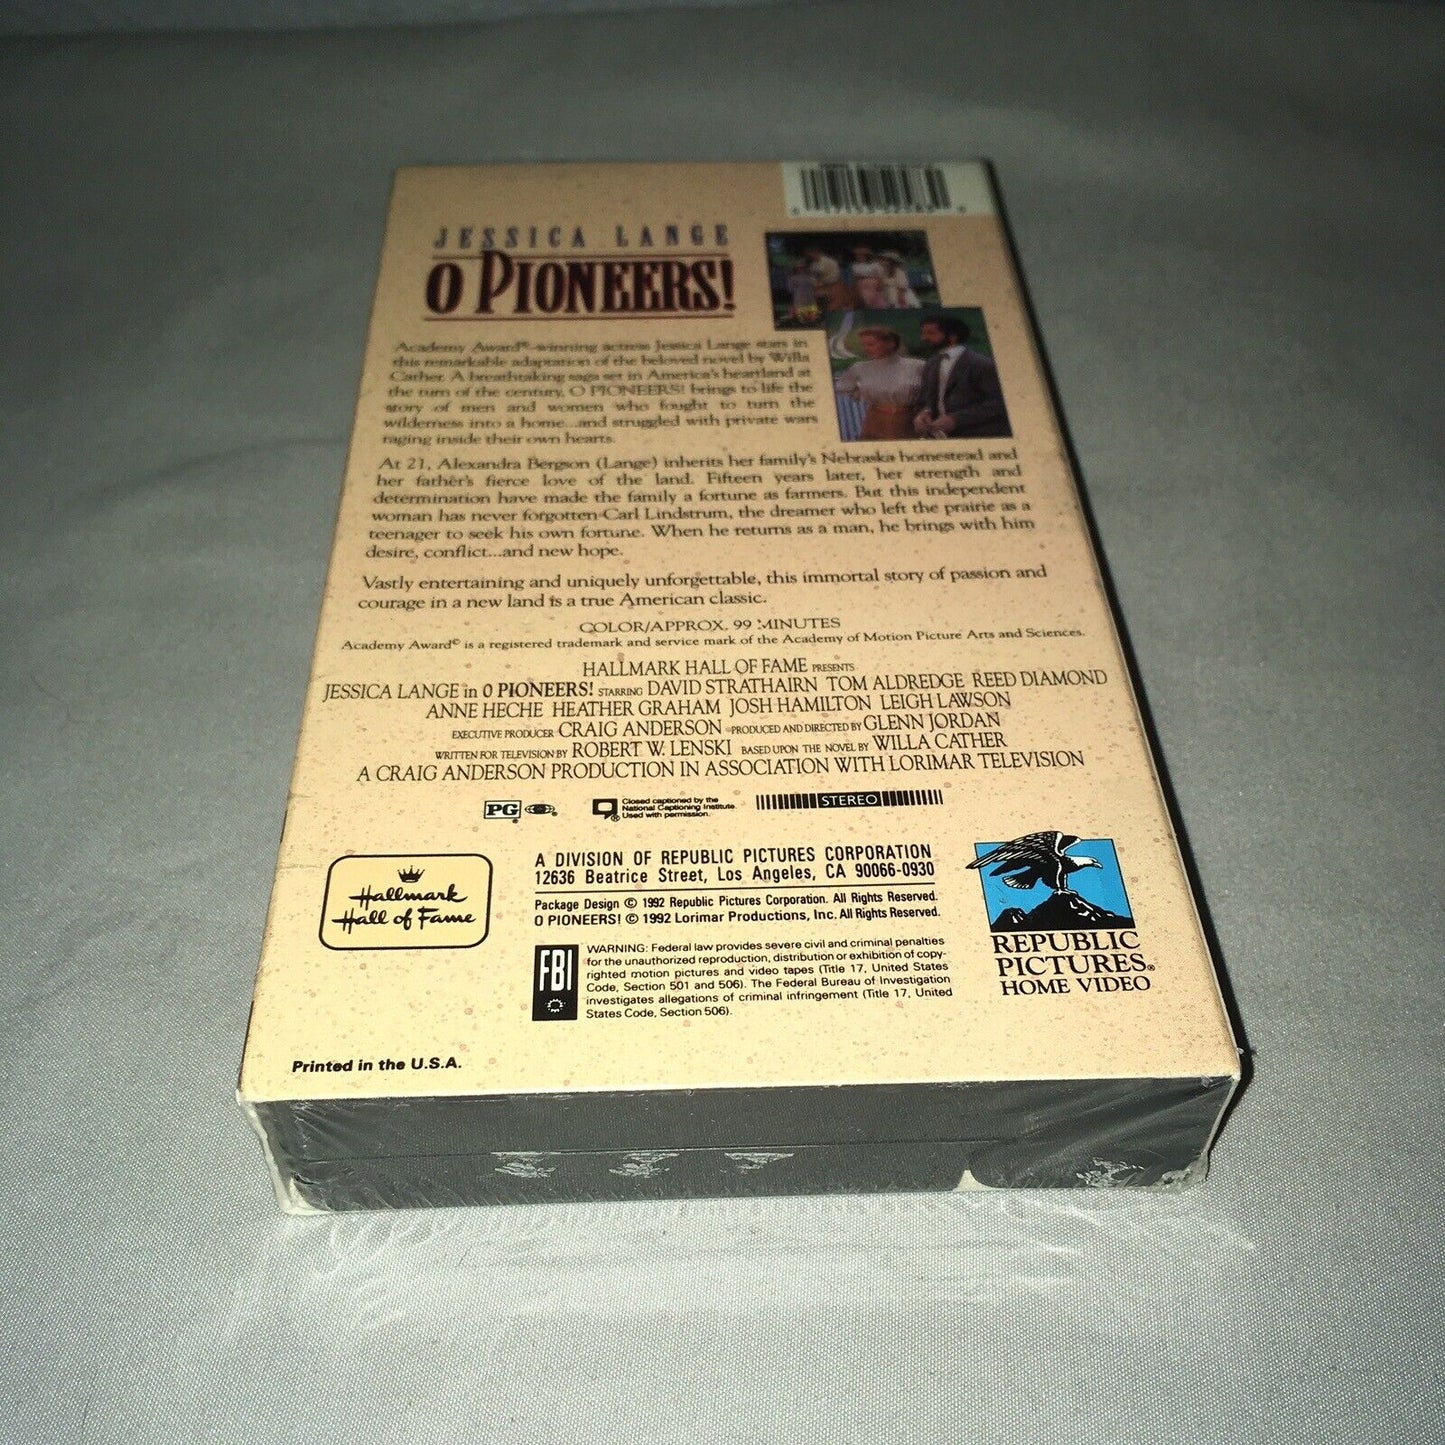 JESSICA LANGE
O PIONEERS!
Academy Award®-winning actress Jessica Lange stars in
this remarkable adaptation of the beloved novel by Willa
Cather. A breathtaking saga set in America's heartland at
the turn of the century, O PIONEERS! brings to life the
story of men and women who fought to turn the
wilderness into a home...and struggled with private wars
raging inside their own hearts.
At 21, Alexandra Bergson (Lange) inherits her family's Nebraska homestead and
her father's fierce love of the land. Fifteen years later, her strength and
determination have made the family a fortune as farmers. But this independent
woman has never forgotten Carl Lindstrum, the dreamer who left the prairie as a
teenager to seek his own fortune. When he returns as a man, he brings with him
desire, conflict...and new hope.
Vastly entertaining and uniquely unforgettable, this immortal story of passion and
courage in a new land is a true American classic.
COLOR/APPROX. 99 MINUTES
Academy Award© is a registered trademark and service mark of the Academy of Motion Picture Arts and Sciences.
HALLMARK HALL OF FAME PRESENTS
JESSICA LANGE in O PIONEERS! STARRING DAVID STRATHAIRN TOM ALDREDGE REED DIAMOND
ANNE HECHE HEATHER GRAHAM JOSH HAMILTON LEIGH LAWSON
EXECUTIVE PRODUCER CRAIG ANDERSON PRODUCED AND DIRECTED BY GLENN JORDAN
WRITTEN FOR TELEVISION BY ROBERT W. LENSKI BASED UPON THE NOVEL BY WILLA CATHER
A CRAIG ANDERSON PRODUCTION IN ASSOCIATION WITH LORIMAR TELEVISION
PG
Closed captioned by the
National Captioning Institute.
Used with permission.
STEREO
Hallmark
Hall of Fame
A DIVISION OF REPUBLIC PICTURES CORPORATION
12636 Beatrice Street, Los Angeles, CA 90066-0930
Package Design © 1992 Republic Pictures Corporation. All Rights Reserved.
O PIONEERS! © 1992 Lorimar Productions, Inc. All Rights Reserved.
FBI
WARNING: Federal law provides severe civil and criminal penalties
for the unauthorized reproduction, distribution or exhibition of copy-
righted motion pictures and video tapes (Title 17, United States
Code, Section 501 and 506). The Federal Bureau of Investigation
investigates allegations of criminal infringement (Title 17, United
States Code, Section 506).
REPUBLIC
PICTURES®
HOME VIDEO
Printed in the U.S.A.